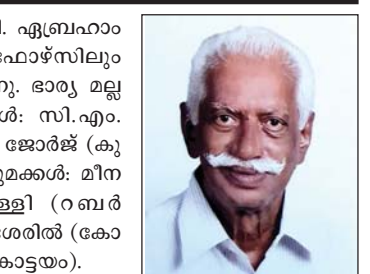 ഏബ്രഹാം
ഫോഴ്സിലും
നു. ഭാര്യ മല്ല
ൾ: സി.എം.
ജോർജ് (കു
മക്കൾ: മീന
ള്ളി (റബർ
ശേരിൽ (കോ
കോട്ടയം).